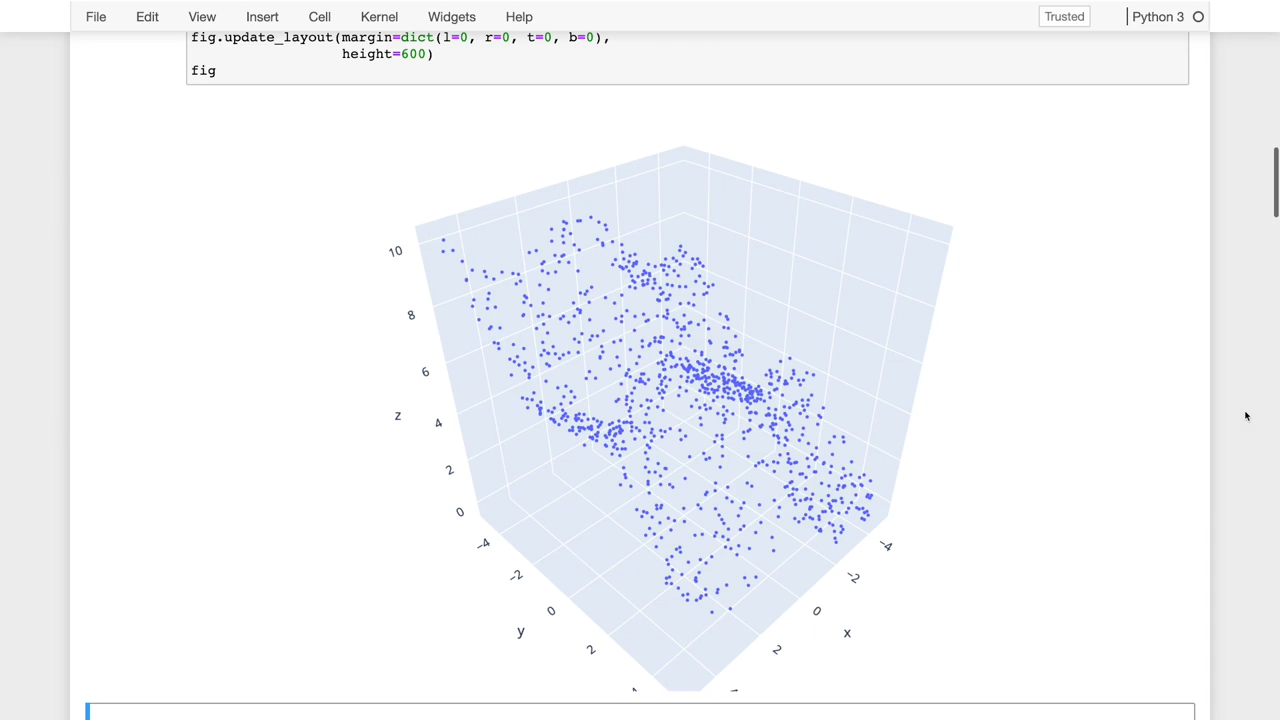 File Edit View Insert Cell Kernel Widgets Help Trusted Python 3
fig.update_layout(margin=dict(l=0, r=0, t=0, b=0),
height=600)
fig
10
8
6
z
4
2
0
-4
-4
-2
-2
0
0
y
x
2
2